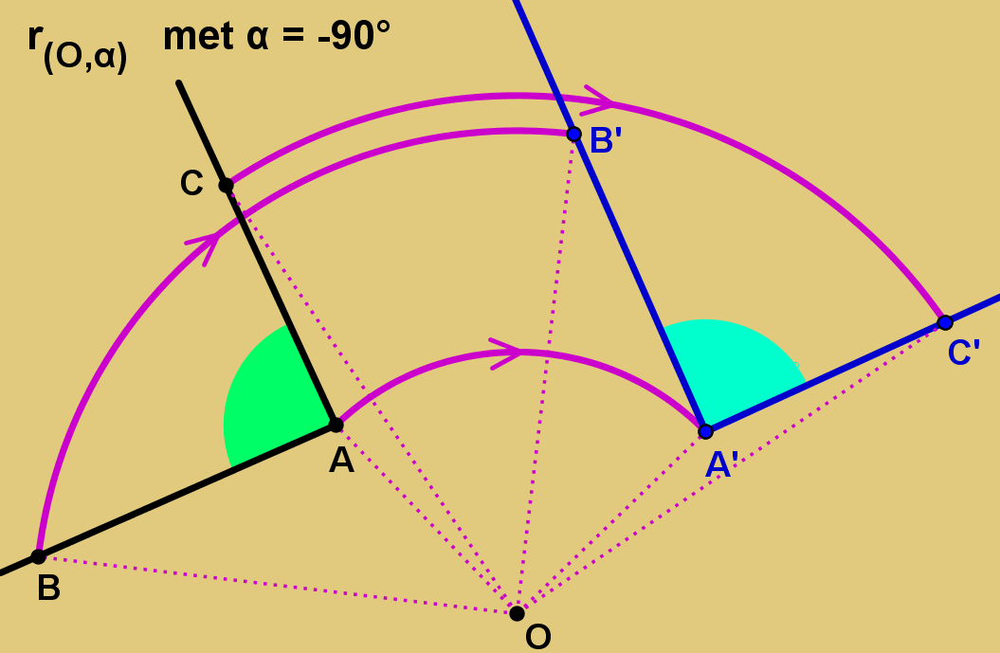 r(O,α) met α = -90°
B'
C
C'
A
A'
B
O